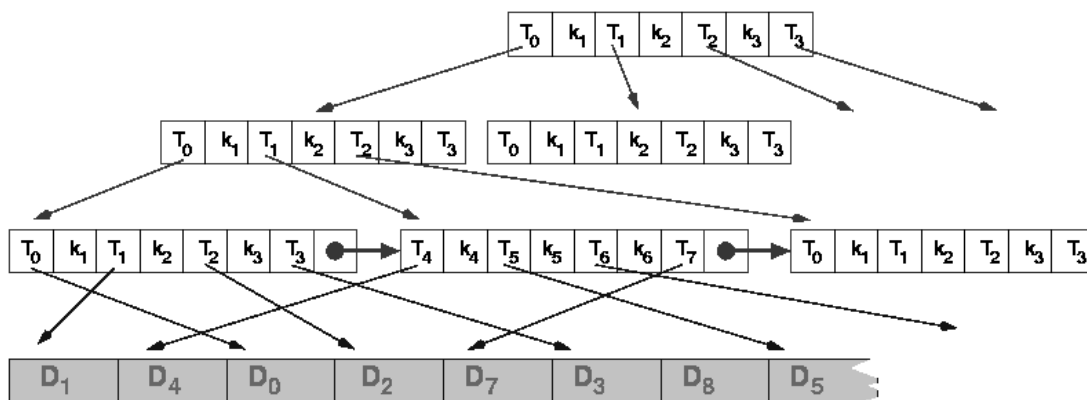 T₀ k₁ T₁ k₂ T₂ k₃ T₃
T₀ k₁ T₁ k₂ T₂ k₃ T₃ T₀ k₁ T₁ k₂ T₂ k₃ T₃
T₀ k₁ T₁ k₂ T₂ k₃ T₃ T₄ k₄ T₅ k₅ T₆ k₆ T₇ T₀ k₁ T₁ k₂ T₂ k₃ T₃
D₁ D₄ D₀ D₂ D₇ D₃ D₈ D₅